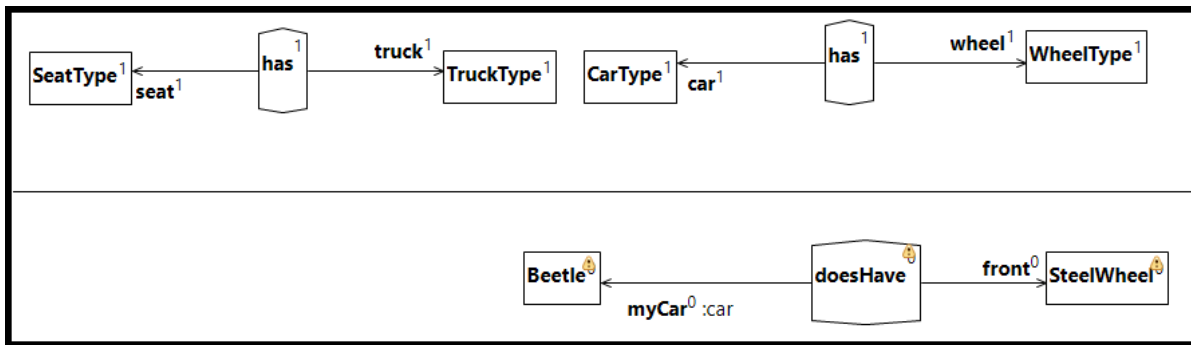 SeatType¹
seat¹
has¹
truck¹
TruckType¹
CarType¹
car¹
has¹
wheel¹
WheelType¹
Beetle
myCar⁰ :car
doesHave
front⁰
SteelWheel